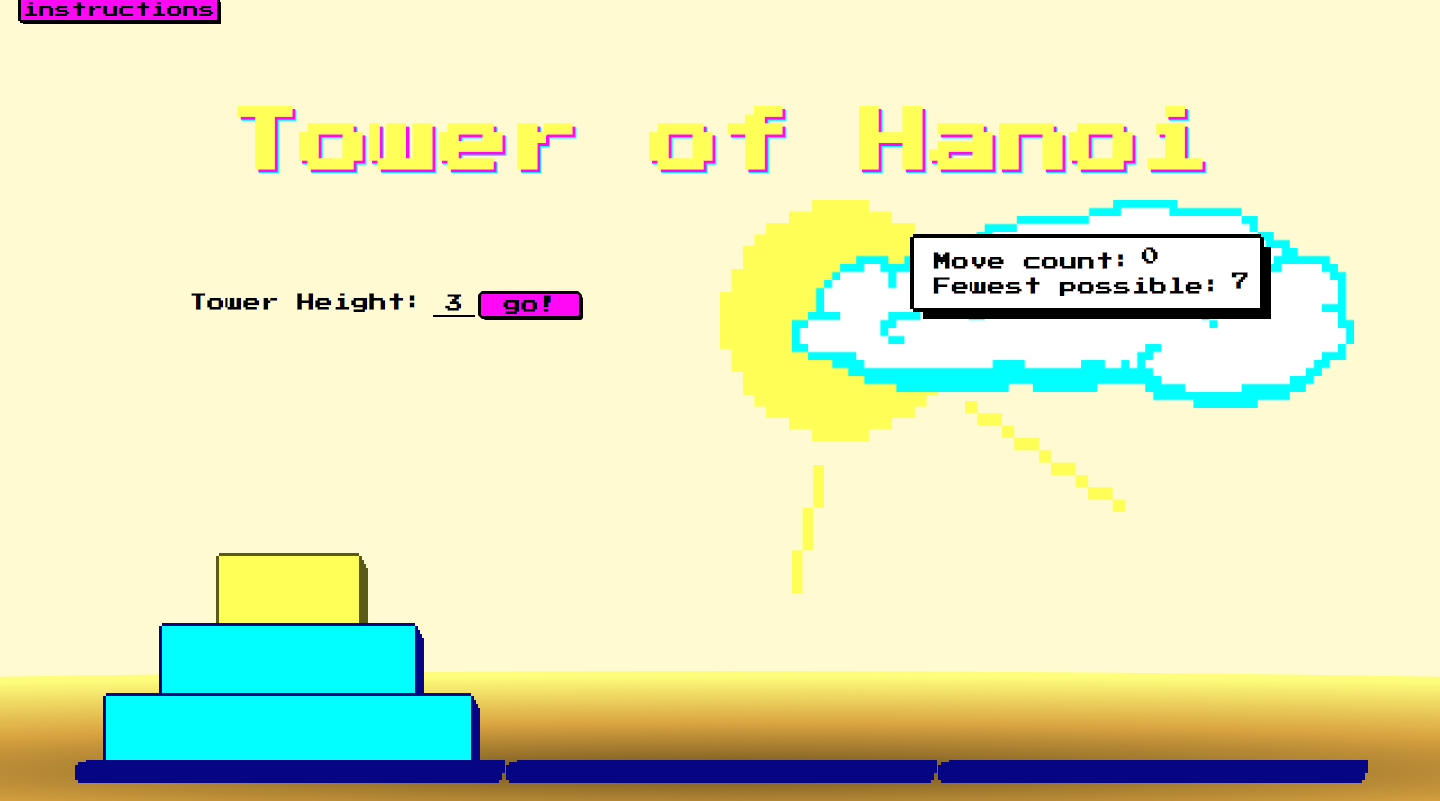 instructions
Tower of Hanoi
Move count: 0
Fewest possible: 7
Tower Height: 3 go!